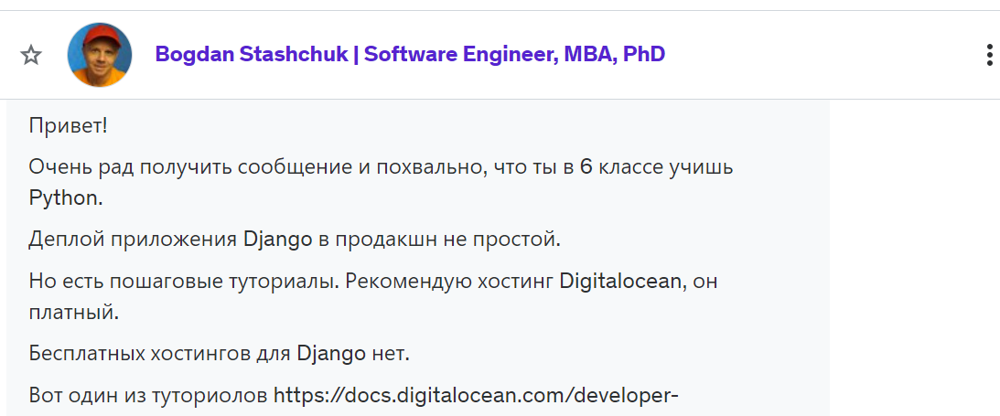 Bogdan Stashchuk | Software Engineer, MBA, PhD
Привет!
Очень рад получить сообщение и похвально, что ты в 6 классе учишь
Python.
Деплой приложения Django в продакшн не простой.
Но есть пошаговые туториалы. Рекомендую хостинг Digitalocean, он
платный.
Бесплатных хостингов для Django нет.
Вот один из туториолов https://docs.digitalocean.com/developer-